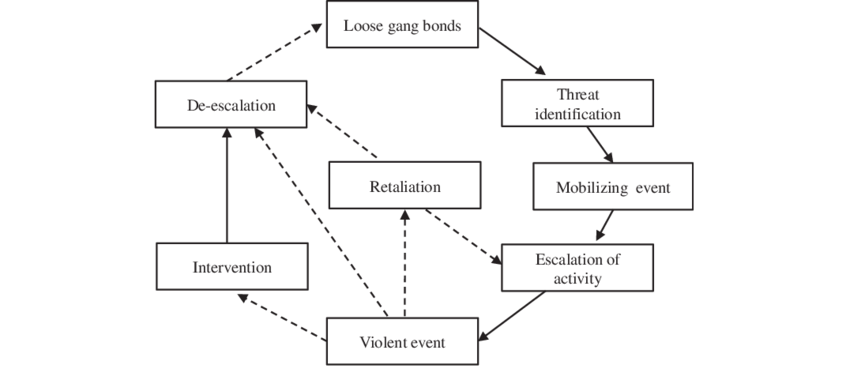 Loose gang bonds
Threat
identification
De-escalation
Retaliation
Mobilizing event
Intervention
Escalation of
activity
Violent event